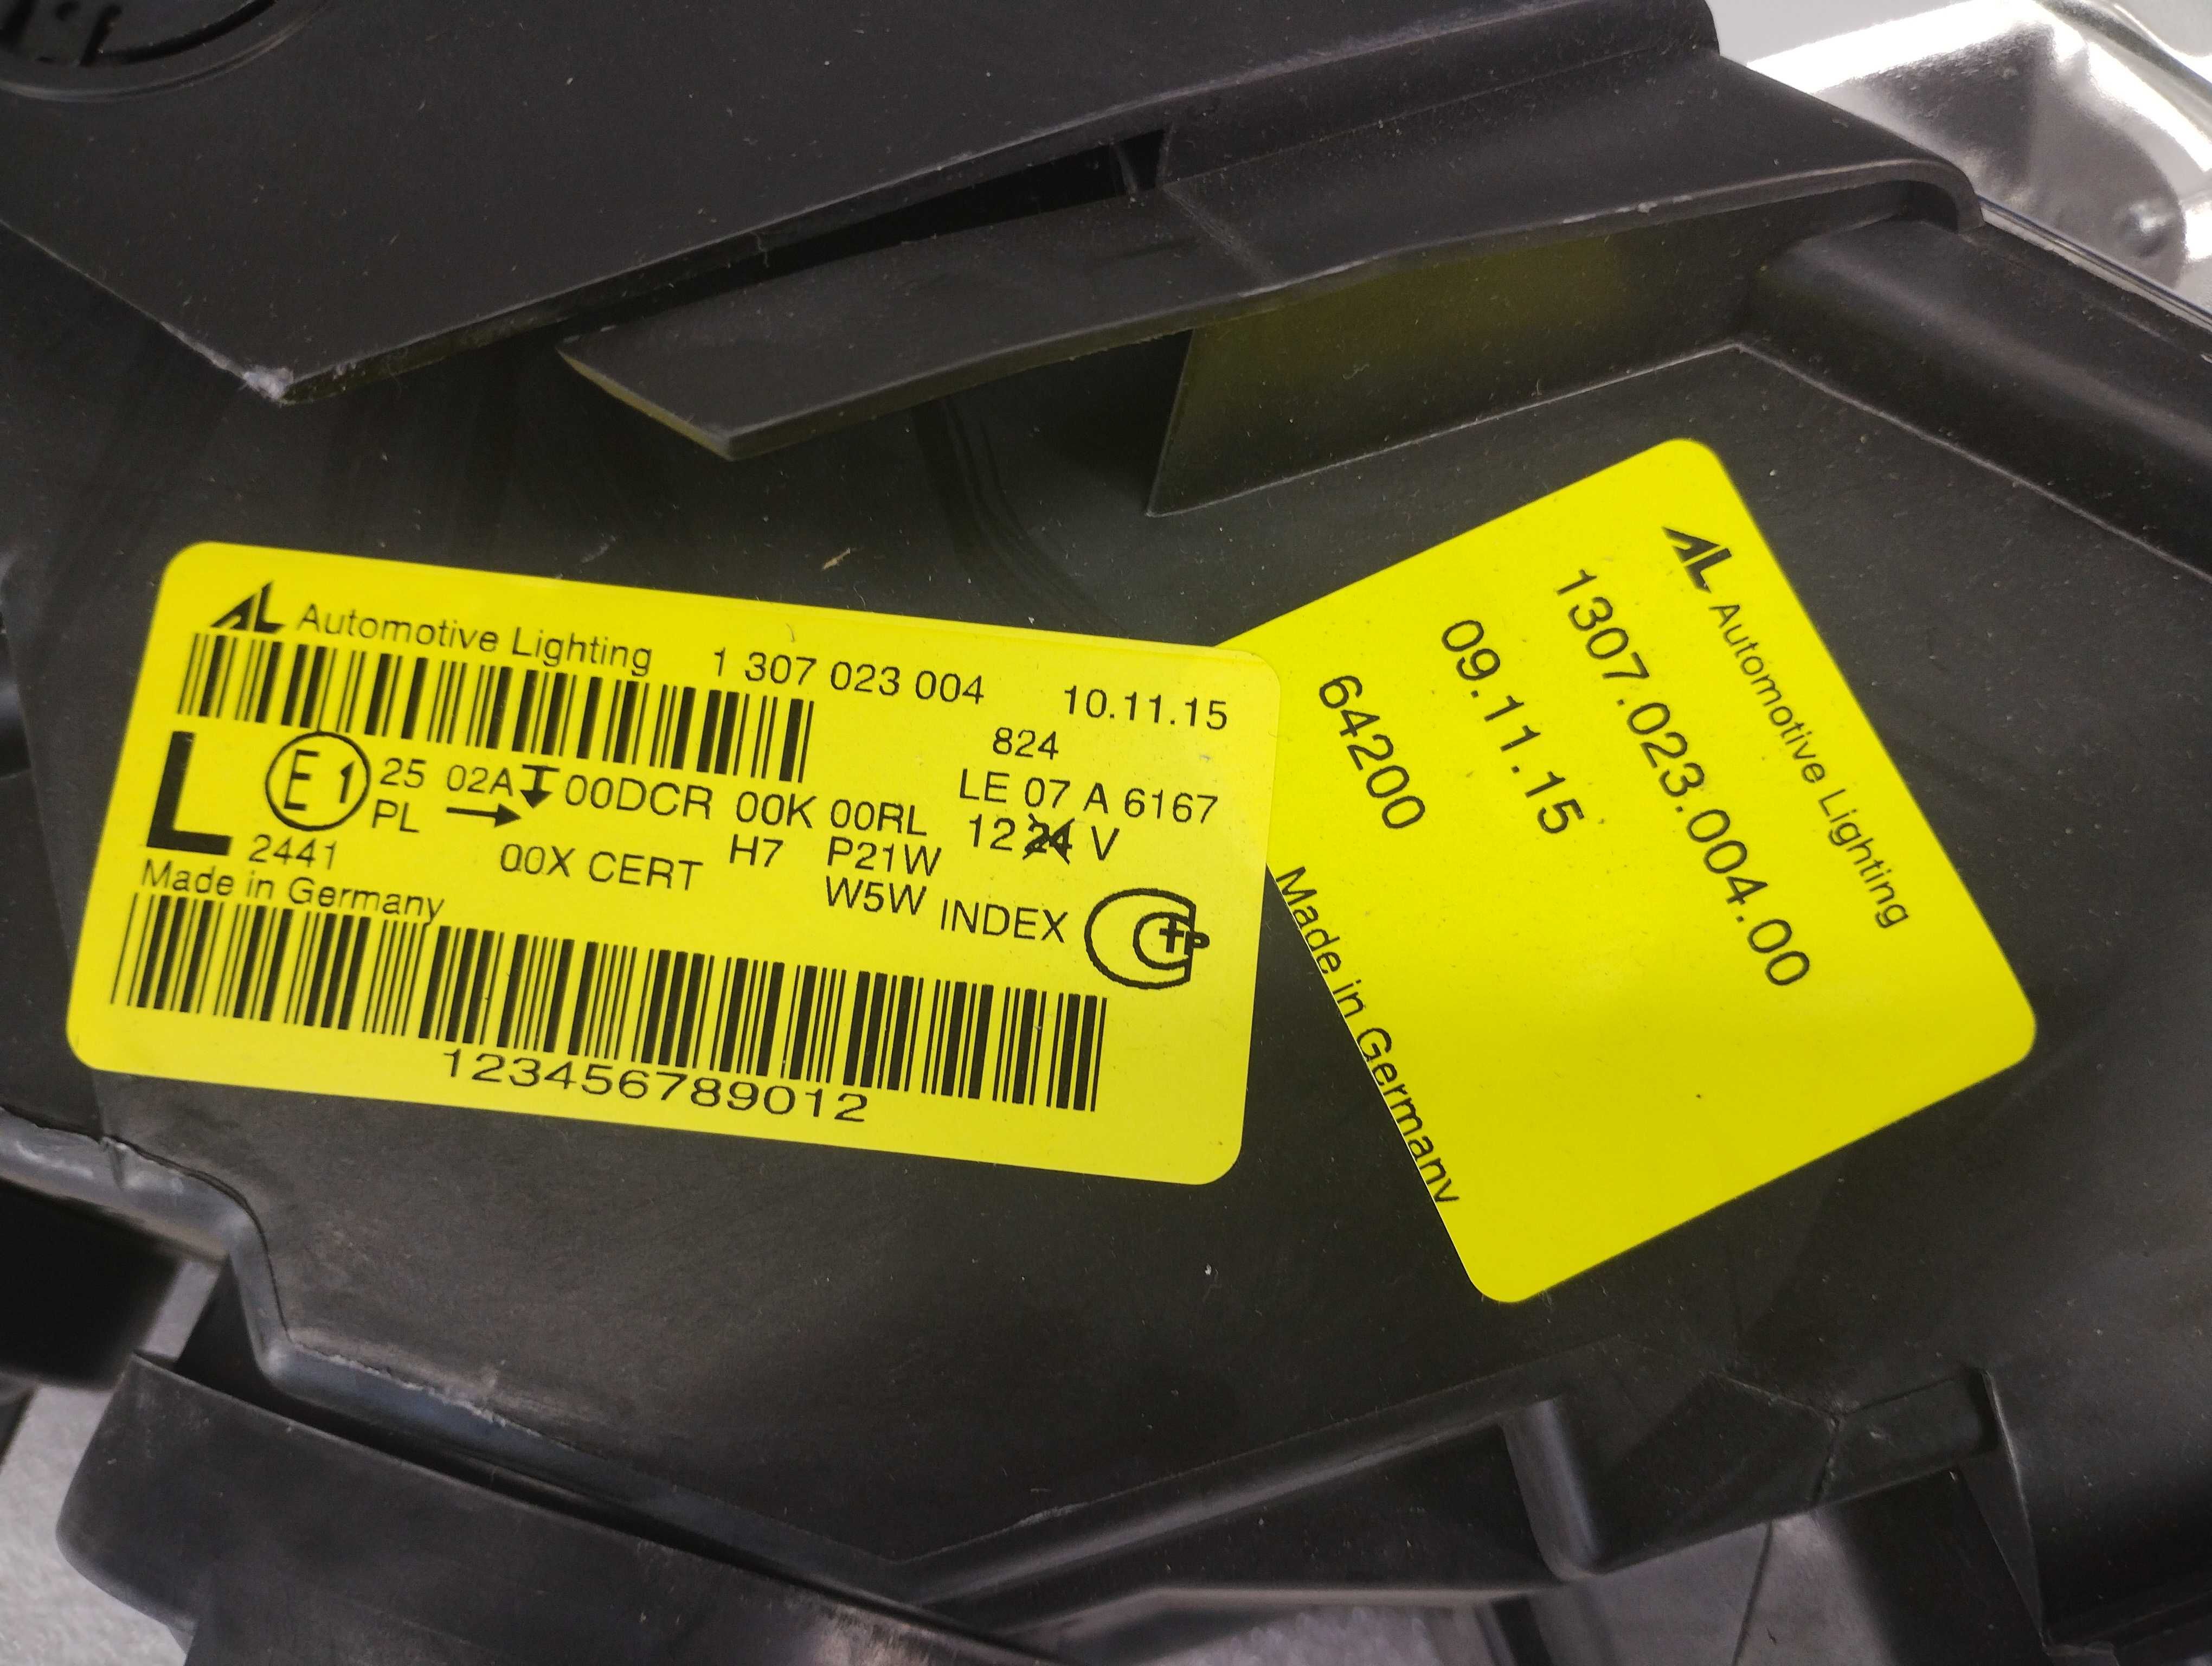 AL Automotive Lighting 1 307 023 004 10.11.15
824
L E1 25 02A 00DCR 00K 00RL LE 07 A 6167
PL → H7 P21W 12 24 V
2441 00X CERT W5W INDEX
Made in Germany
123456789012
AL Automotive Lighting
1307.023.004.00
09.11.15
64200
Made in Germany